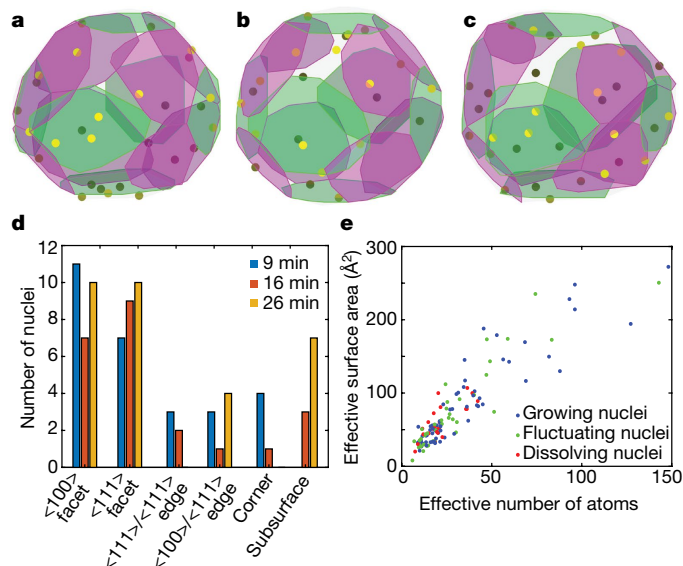 a
b
c
d
12
10
8
6
4
2
0
Number of nuclei
9 min
16 min
26 min
<100>
facet
<111>
facet
<111>/<111>
edge
<100>/<111>
edge
Corner
Subsurface
e
300
200
100
0
Effective surface area (Å²)
Growing nuclei
Fluctuating nuclei
Dissolving nuclei
0
50
100
150
Effective number of atoms